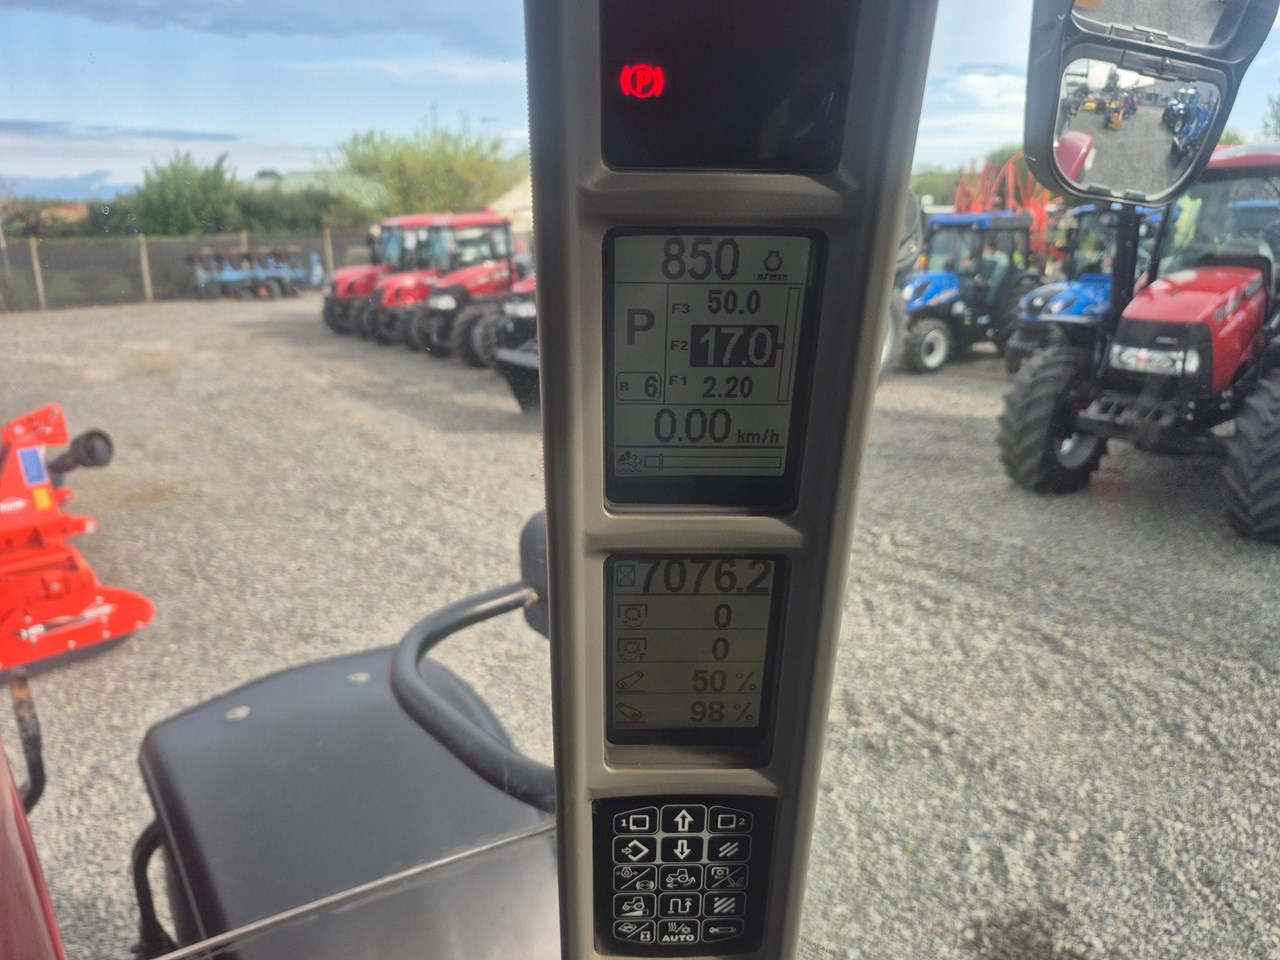 P
850
n/min
F3 50.0
P
F2 17.0
R 6
F1 2.20
0.00 km/h
7076.2
0
F 0
50 %
98 %
1 2
AUTO